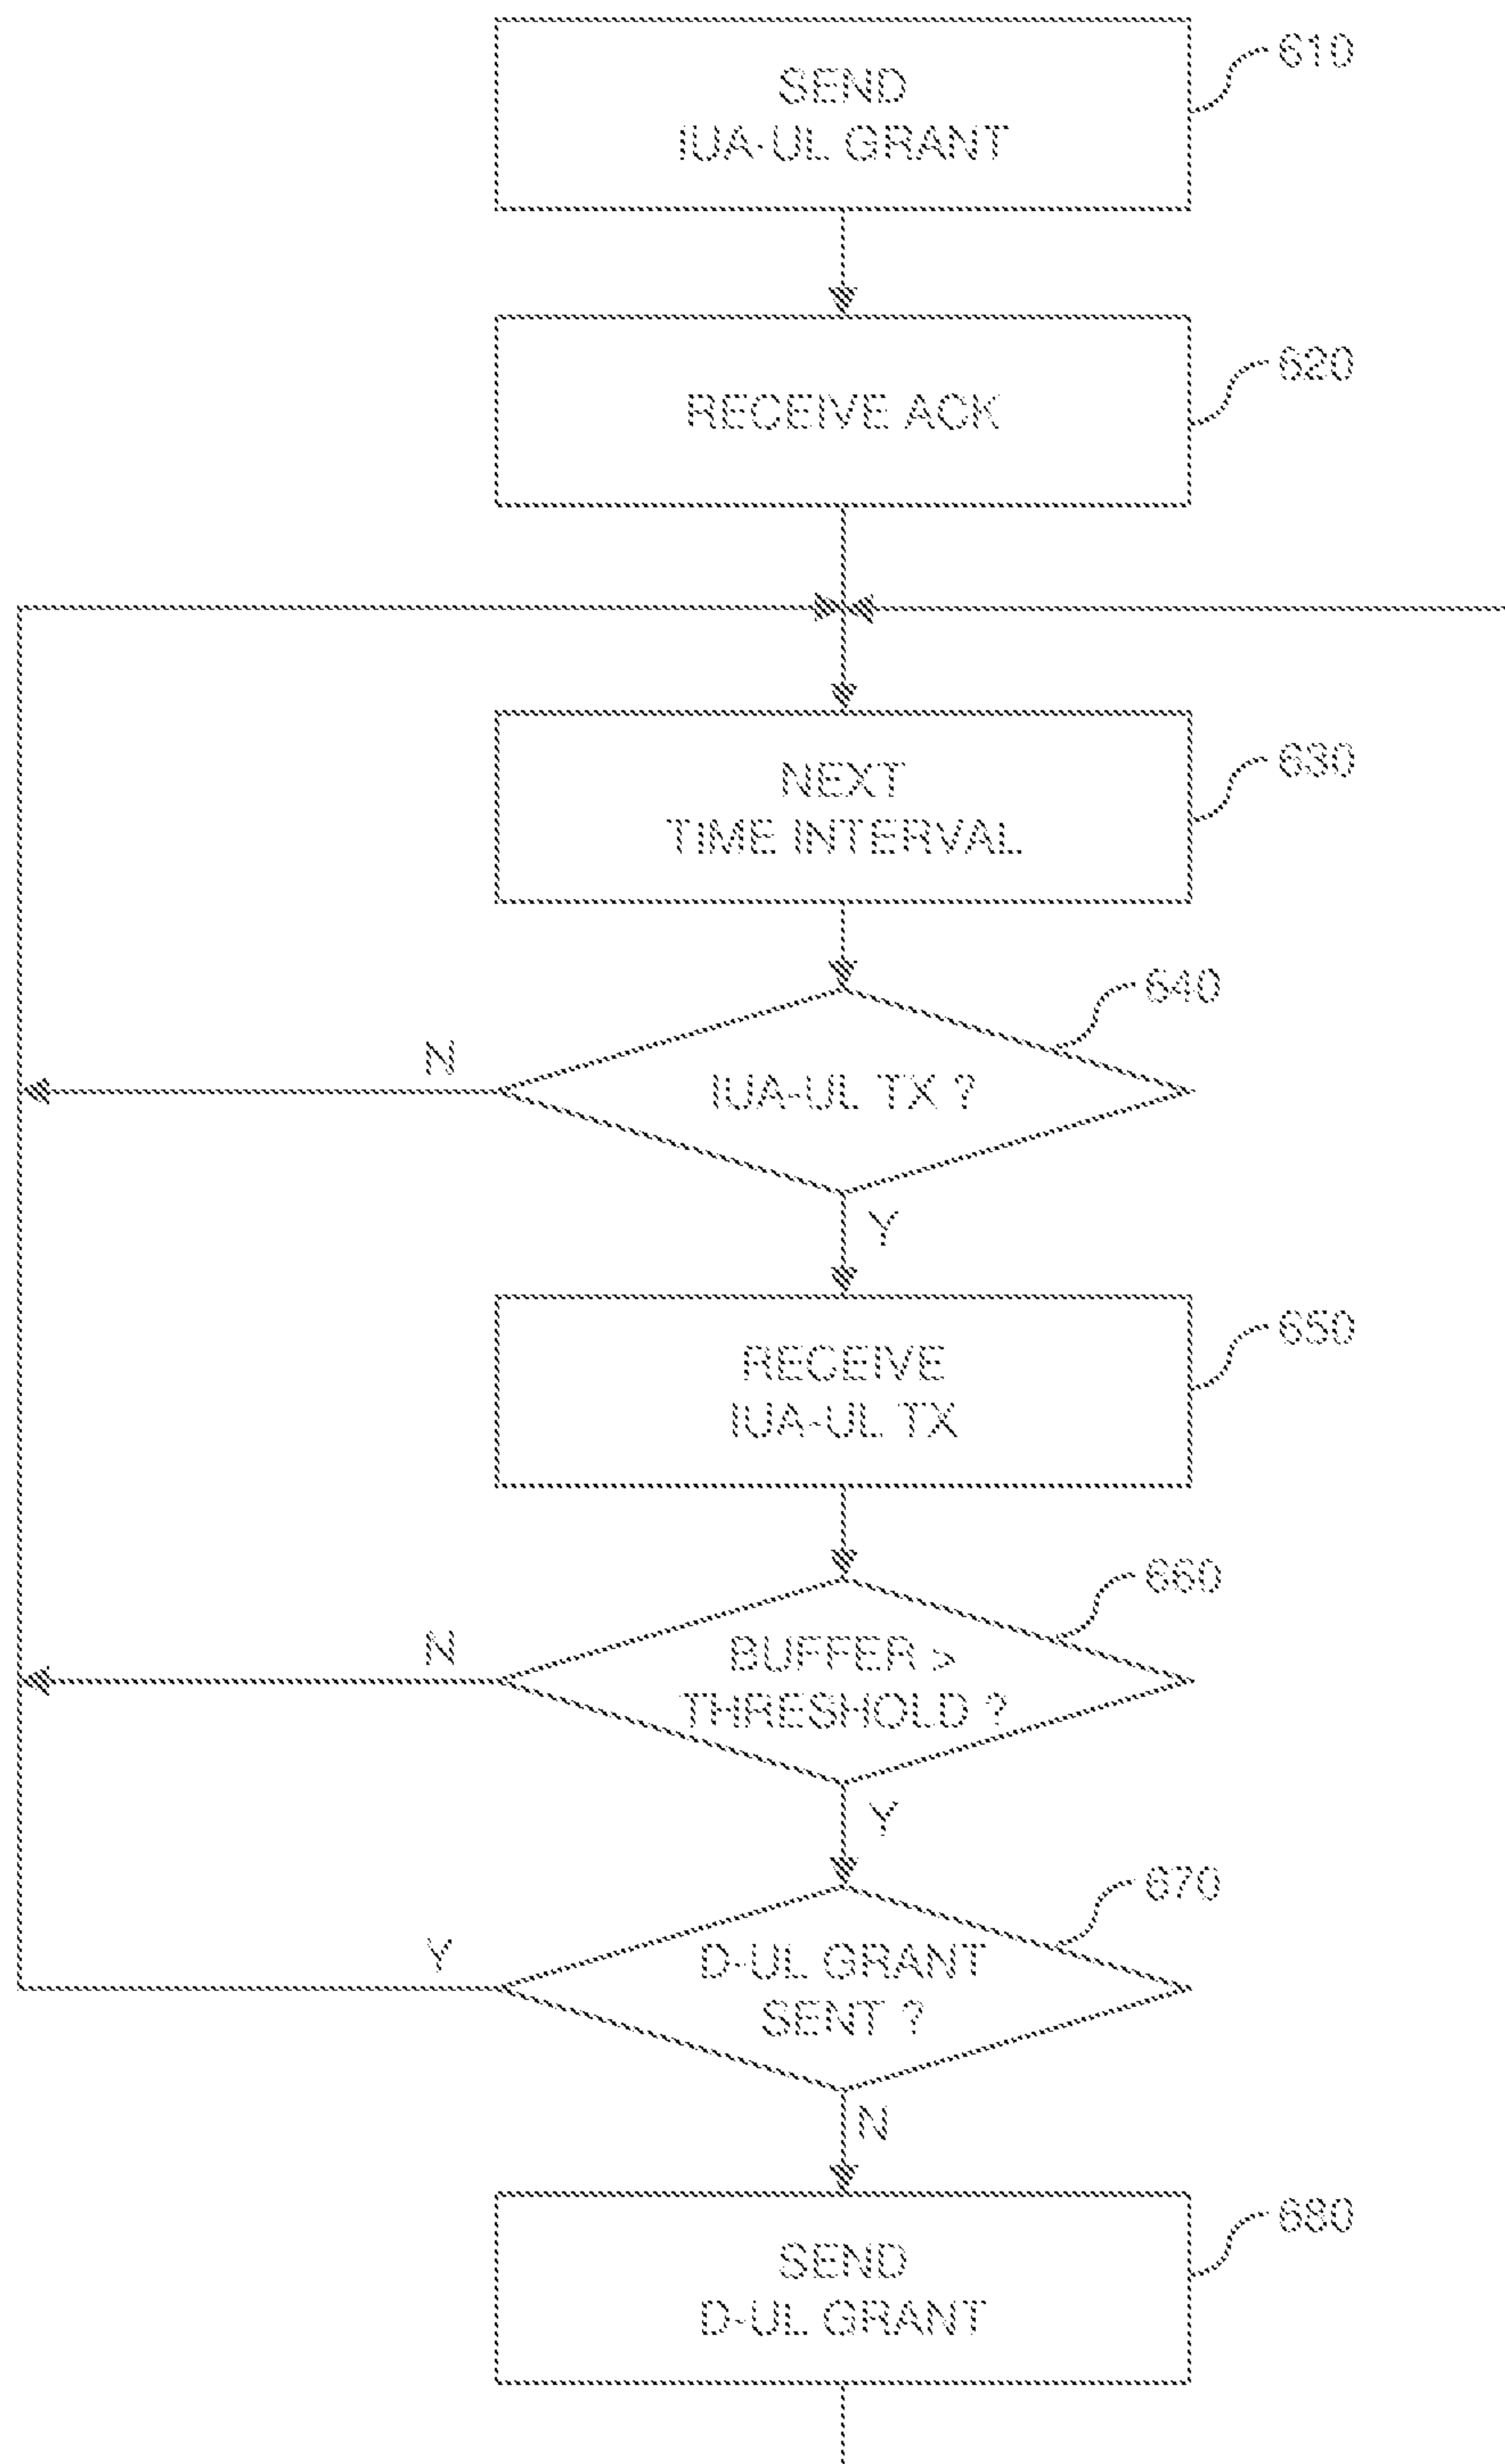 SEND
IUA-UL GRANT
610
RECEIVE ACK
620
NEXT
TIME INTERVAL
630
640
N
IUA-UL TX ?
Y
RECEIVE
IUA-UL TX
650
660
N
BUFFER >
THRESHOLD ?
Y
670
Y
D-UL GRANT
SENT ?
N
SEND
D-UL GRANT
680